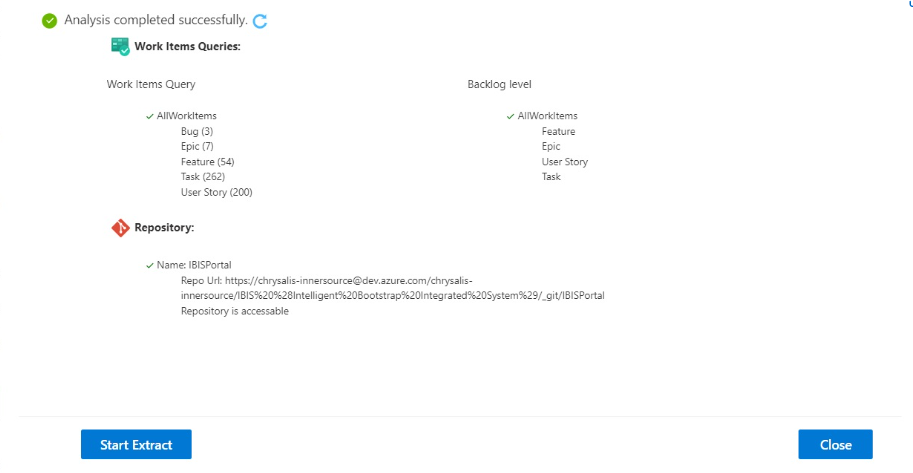 Analysis completed successfully.
Work Items Queries:
Work Items Query
Backlog level
AllWorkItems
Bug (3)
Epic (7)
Feature (54)
Task (262)
User Story (200)
AllWorkItems
Feature
Epic
User Story
Task
Repository:
Name: IBISPortal
Repo Url: https://chrysalis-innersource@dev.azure.com/chrysalis-
innersource/IBIS%20%28Intelligent%20Bootstrap%20Integrated%20System%29/_git/IBISPortal
Repository is accessable
Start Extract
Close